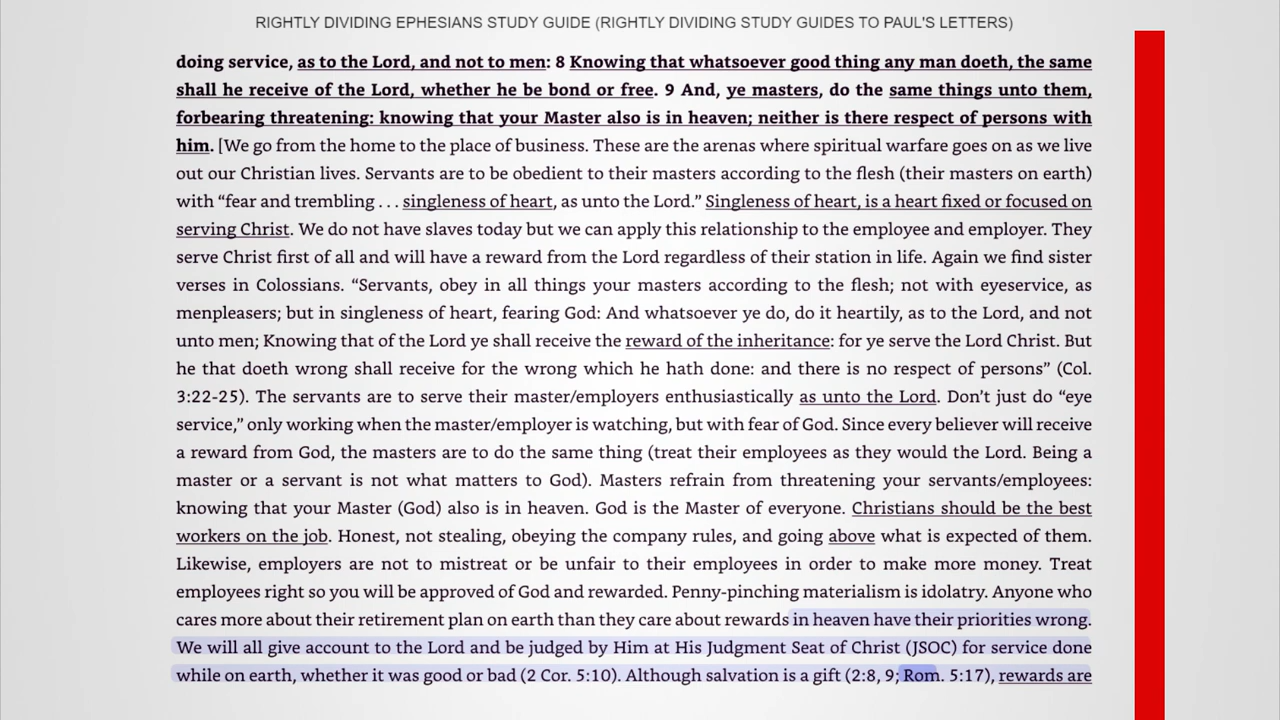 RIGHTLY DIVIDING EPHESIANS STUDY GUIDE (RIGHTLY DIVIDING STUDY GUIDES TO PAUL'S LETTERS)
doing service, as to the Lord, and not to men: 8 Knowing that whatsoever good thing any man doeth, the same
shall he receive of the Lord, whether he be bond or free. 9 And, ye masters, do the same things unto them,
forbearing threatening: knowing that your Master also is in heaven; neither is there respect of persons with
him. [We go from the home to the place of business. These are the arenas where spiritual warfare goes on as we live
out our Christian lives. Servants are to be obedient to their masters according to the flesh (their masters on earth)
with “fear and trembling . . . singleness of heart, as unto the Lord.” Singleness of heart, is a heart fixed or focused on
serving Christ. We do not have slaves today but we can apply this relationship to the employee and employer. They
serve Christ first of all and will have a reward from the Lord regardless of their station in life. Again we find sister
verses in Colossians. “Servants, obey in all things your masters according to the flesh; not with eyeservice, as
menpleasers; but in singleness of heart, fearing God: And whatsoever ye do, do it heartily, as to the Lord, and not
unto men; Knowing that of the Lord ye shall receive the reward of the inheritance: for ye serve the Lord Christ. But
he that doeth wrong shall receive for the wrong which he hath done: and there is no respect of persons” (Col.
3:22-25). The servants are to serve their master/employers enthusiastically as unto the Lord. Don’t just do “eye
service,” only working when the master/employer is watching, but with fear of God. Since every believer will receive
a reward from God, the masters are to do the same thing (treat their employees as they would the Lord. Being a
master or a servant is not what matters to God). Masters refrain from threatening your servants/employees:
knowing that your Master (God) also is in heaven. God is the Master of everyone. Christians should be the best
workers on the job. Honest, not stealing, obeying the company rules, and going above what is expected of them.
Likewise, employers are not to mistreat or be unfair to their employees in order to make more money. Treat
employees right so you will be approved of God and rewarded. Penny-pinching materialism is idolatry. Anyone who
cares more about their retirement plan on earth than they care about rewards in heaven have their priorities wrong.
We will all give account to the Lord and be judged by Him at His Judgment Seat of Christ (JSOC) for service done
while on earth, whether it was good or bad (2 Cor. 5:10). Although salvation is a gift (2:8, 9; Rom. 5:17), rewards are